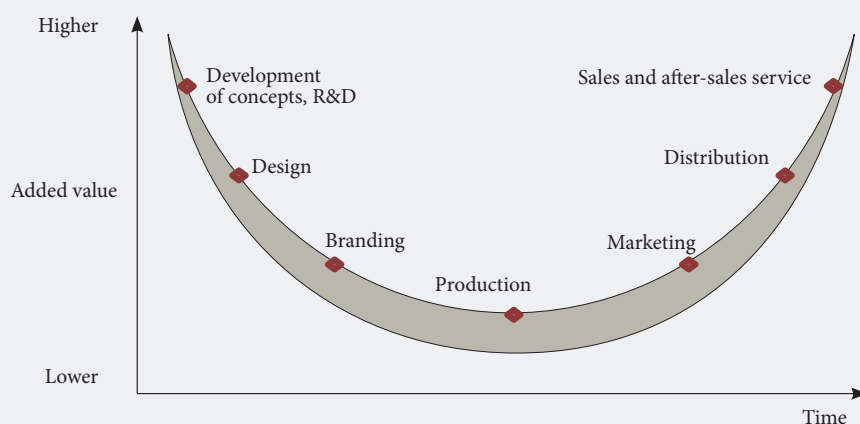 Higher
Development
of concepts, R&D
Sales and after-sales service
Design
Distribution
Added value
Branding
Marketing
Production
Lower
Time